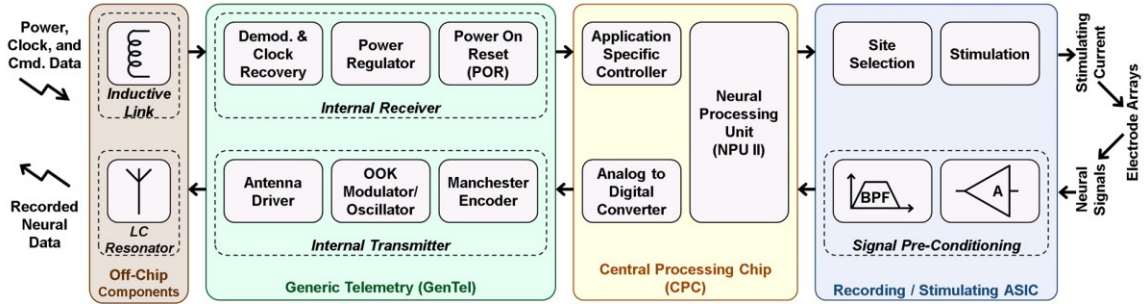 Power,
Clock, and
Cmd. Data
Inductive
Link
Demod. &
Clock
Recovery
Power
Regulator
Power On
Reset
(POR)
Internal Receiver
Application
Specific
Controller
Neural
Processing
Unit
(NPU II)
Site
Selection
Stimulation
Stimulating
Current
Electrode Arrays
Recorded
Neural
Data
LC
Resonator
Antenna
Driver
OOK
Modulator/
Oscillator
Manchester
Encoder
Internal Transmitter
Analog to
Digital
Converter
BPF
A
Signal Pre-Conditioning
Neural
Signals
Off-Chip
Components
Generic Telemetry (GenTel)
Central Processing Chip
(CPC)
Recording / Stimulating ASIC